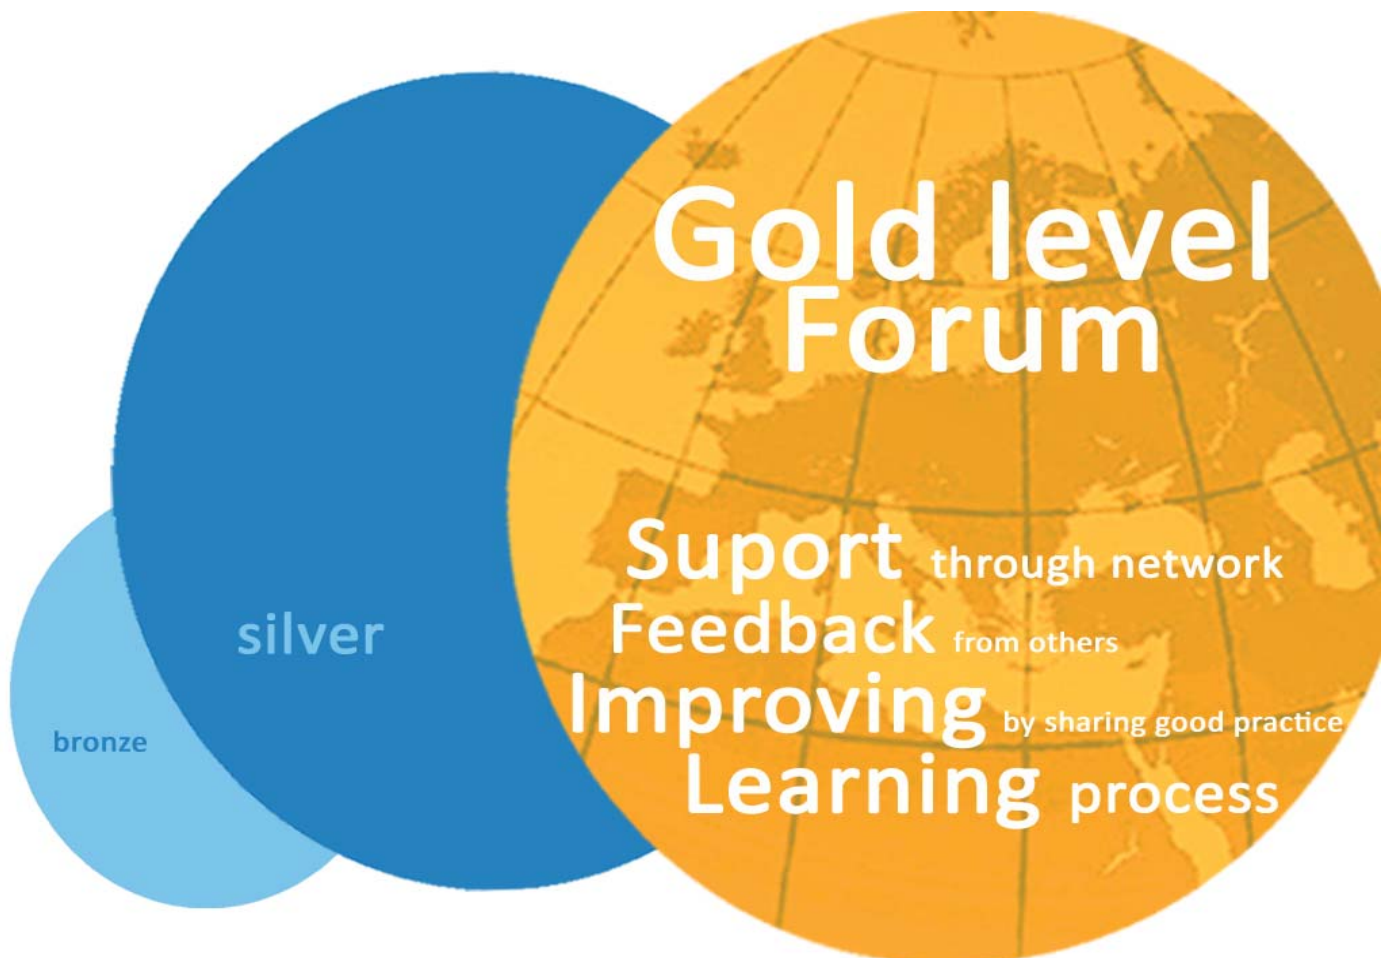 Gold level
Forum
Suport through network
Feedback from others
Improving by sharing good practice
Learning process
silver
bronze